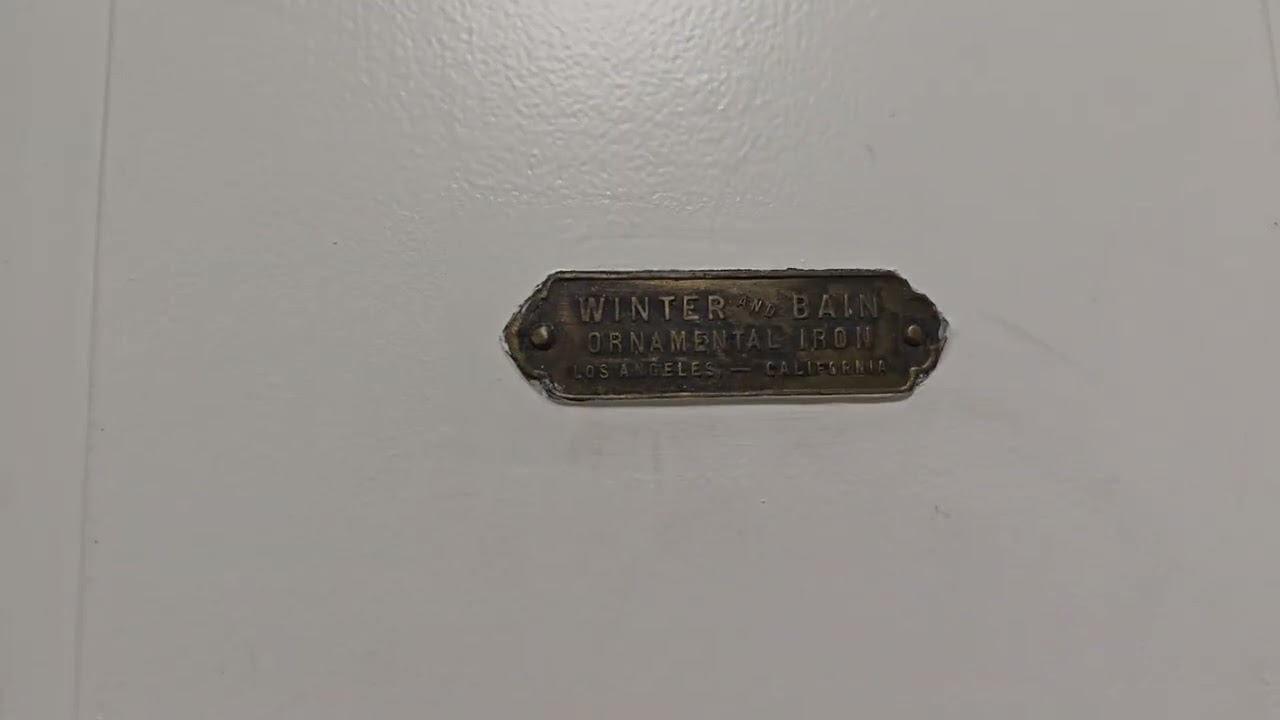 WINTER AND BAIN
ORNAMENTAL IRON
LOS ANGELES, — CALIFORNIA